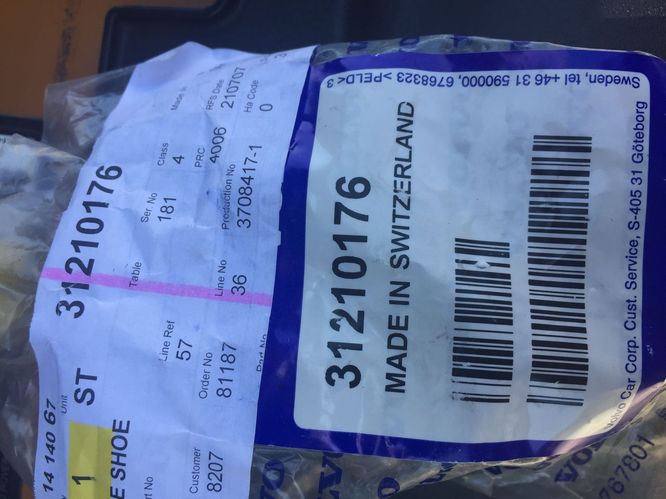 14 140 67
Unit
1 ST 31210176
E SHOE
Table
Ser. No Class Made in
181 4
PRC RFS Date
4006 210707
Line Ref Line No Production No Ha Code
57 36 3708417-1 0
Order No
81187
Customer
8207
31210176
MADE IN SWITZERLAND
Volvo Car Corp. Cust. Service, S-405 31 Göteborg
Sweden, tel +46 31 590000, 6768323 >PELD< 3
767801